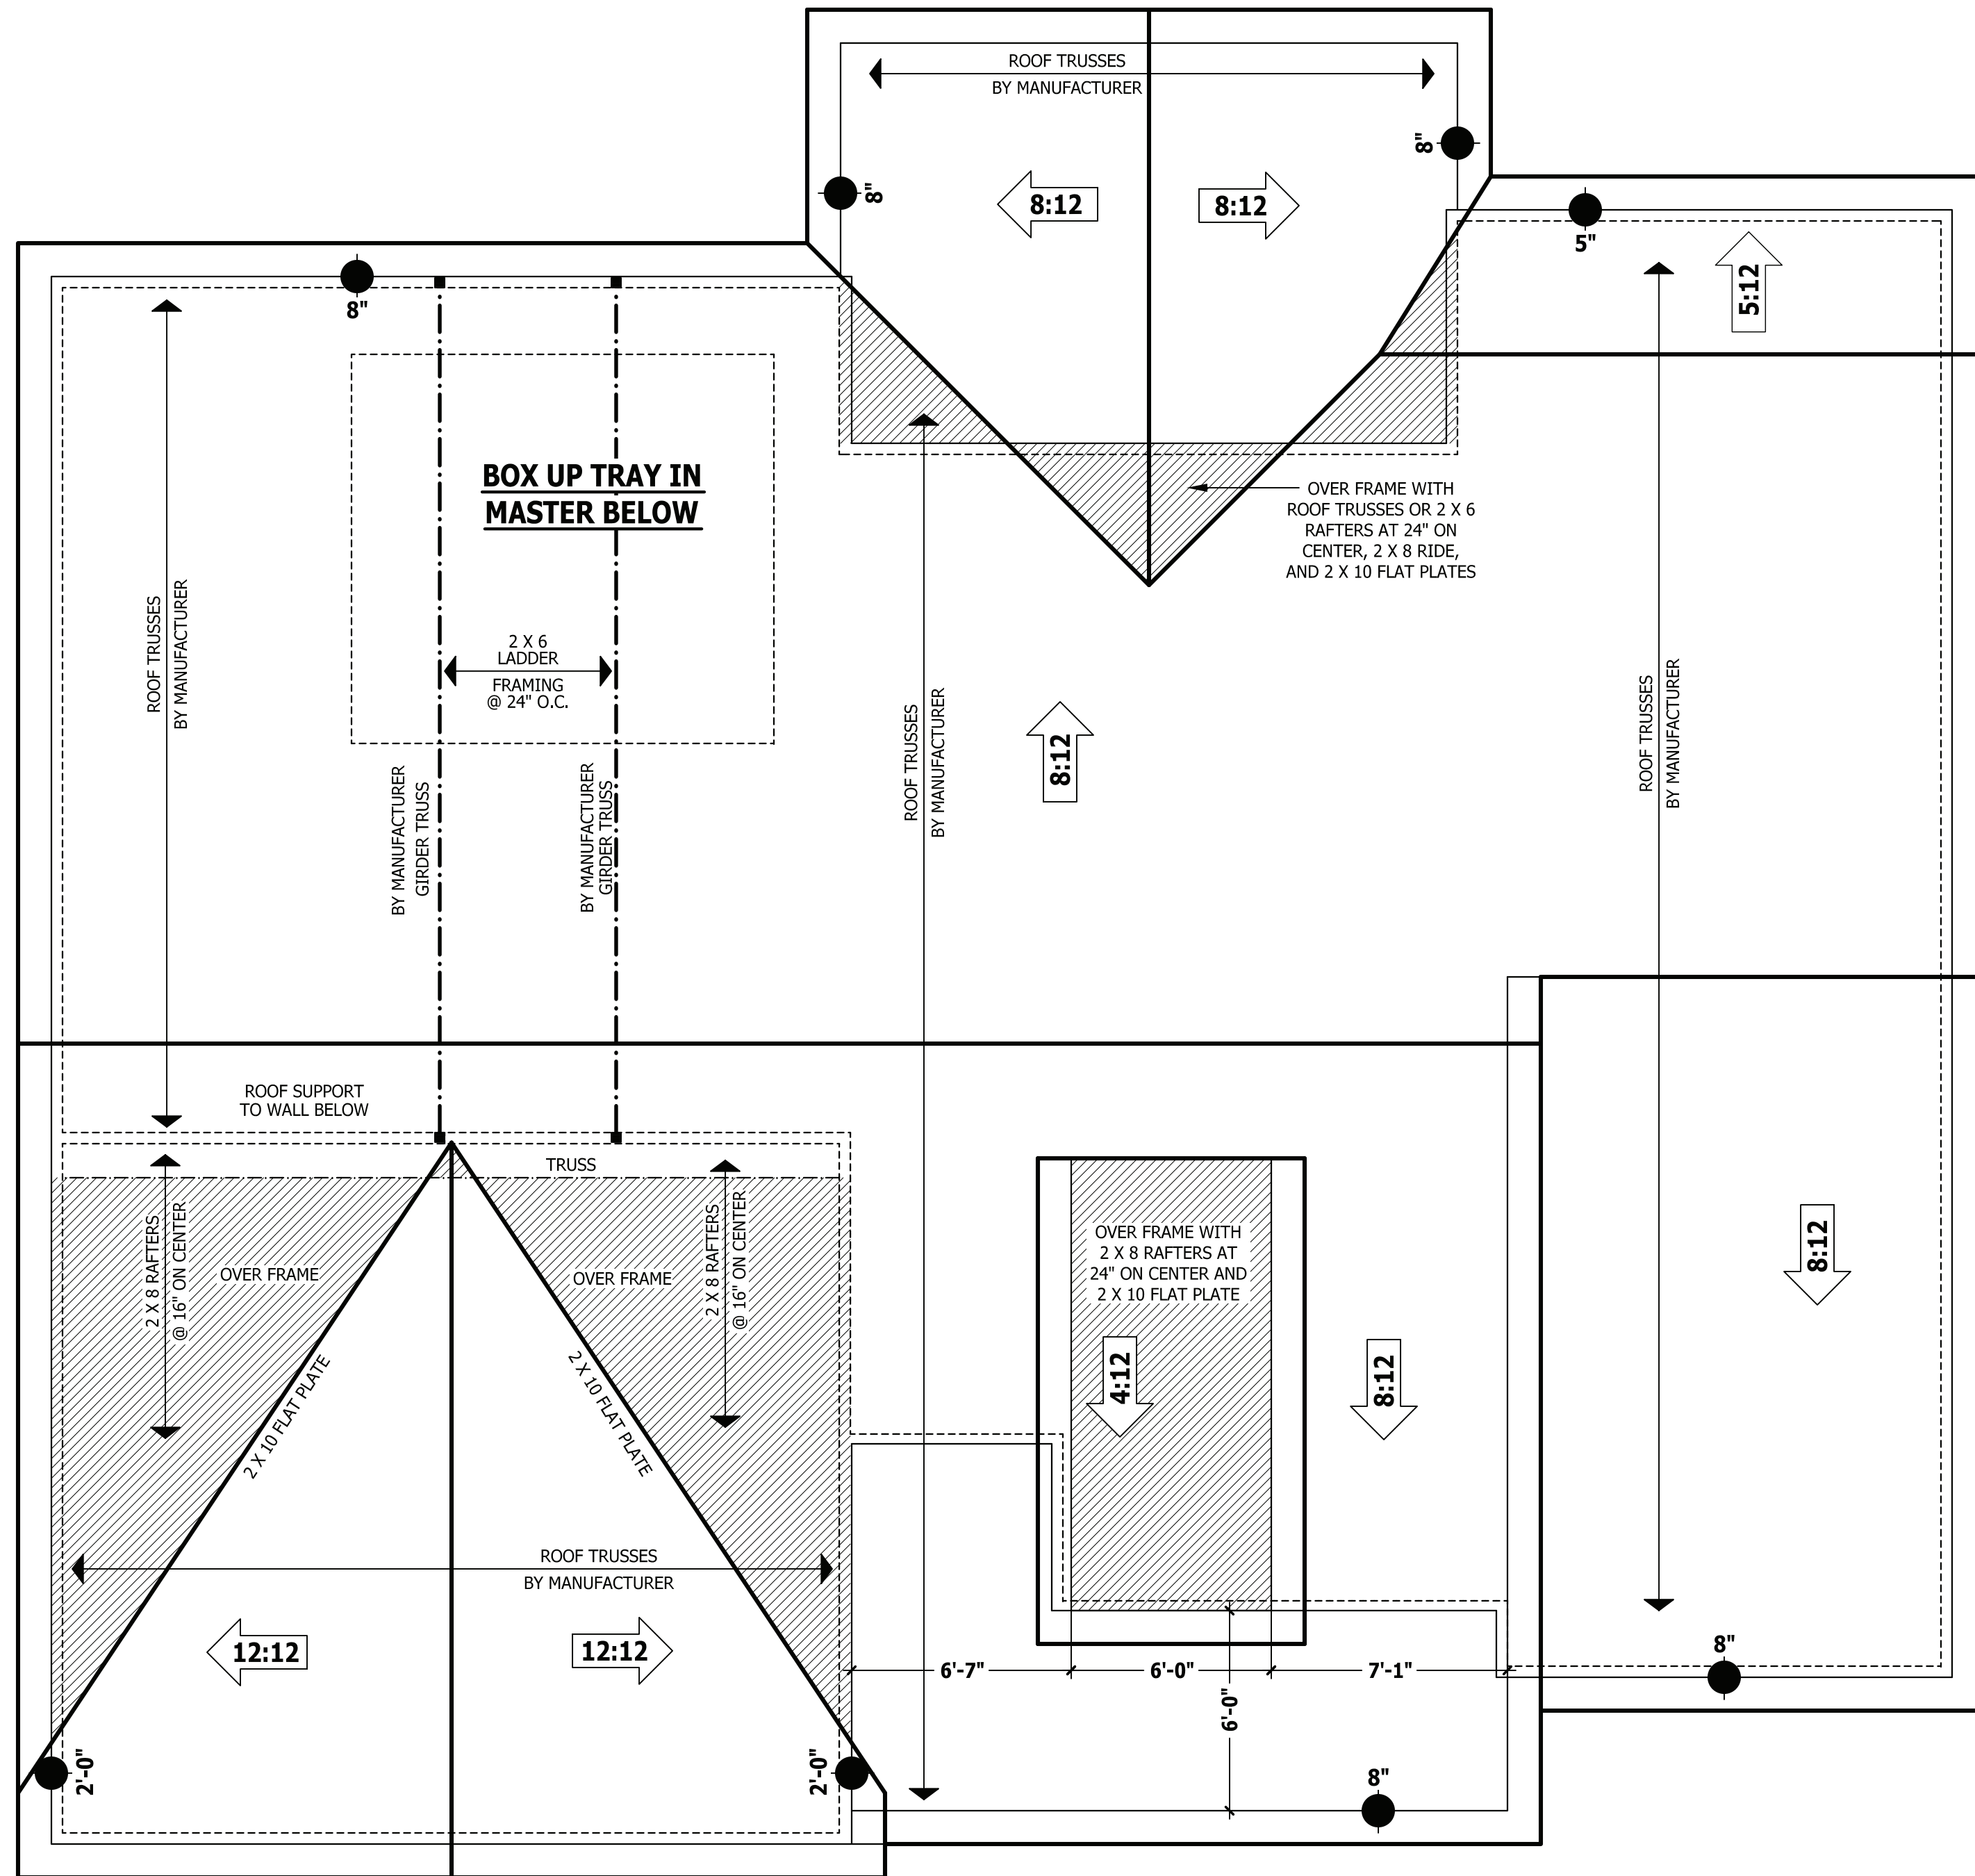 ROOF TRUSSES
BY MANUFACTURER
8"
8"
8:12
8:12
5"
5:12
8"
BOX UP TRAY IN
MASTER BELOW
OVER FRAME WITH
ROOF TRUSSES OR 2 X 6
RAFTERS AT 24" ON
CENTER, 2 X 8 RIDE,
AND 2 X 10 FLAT PLATES
ROOF TRUSSES
BY MANUFACTURER
2 X 6
LADDER
FRAMING
@ 24" O.C.
BY MANUFACTURER
GIRDER TRUSS
BY MANUFACTURER
GIRDER TRUSS
ROOF TRUSSES
BY MANUFACTURER
8:12
ROOF TRUSSES
BY MANUFACTURER
ROOF SUPPORT
TO WALL BELOW
TRUSS
2 X 8 RAFTERS
@ 16" ON CENTER
OVER FRAME
2 X 10 FLAT PLATE
OVER FRAME
2 X 8 RAFTERS
@ 16" ON CENTER
2 X 10 FLAT PLATE
OVER FRAME WITH
2 X 8 RAFTERS AT
24" ON CENTER AND
2 X 10 FLAT PLATE
4:12
8:12
8:12
ROOF TRUSSES
BY MANUFACTURER
12:12
12:12
6'-7"
6'-0"
7'-1"
6'-0"
8"
2'-0"
2'-0"
8"